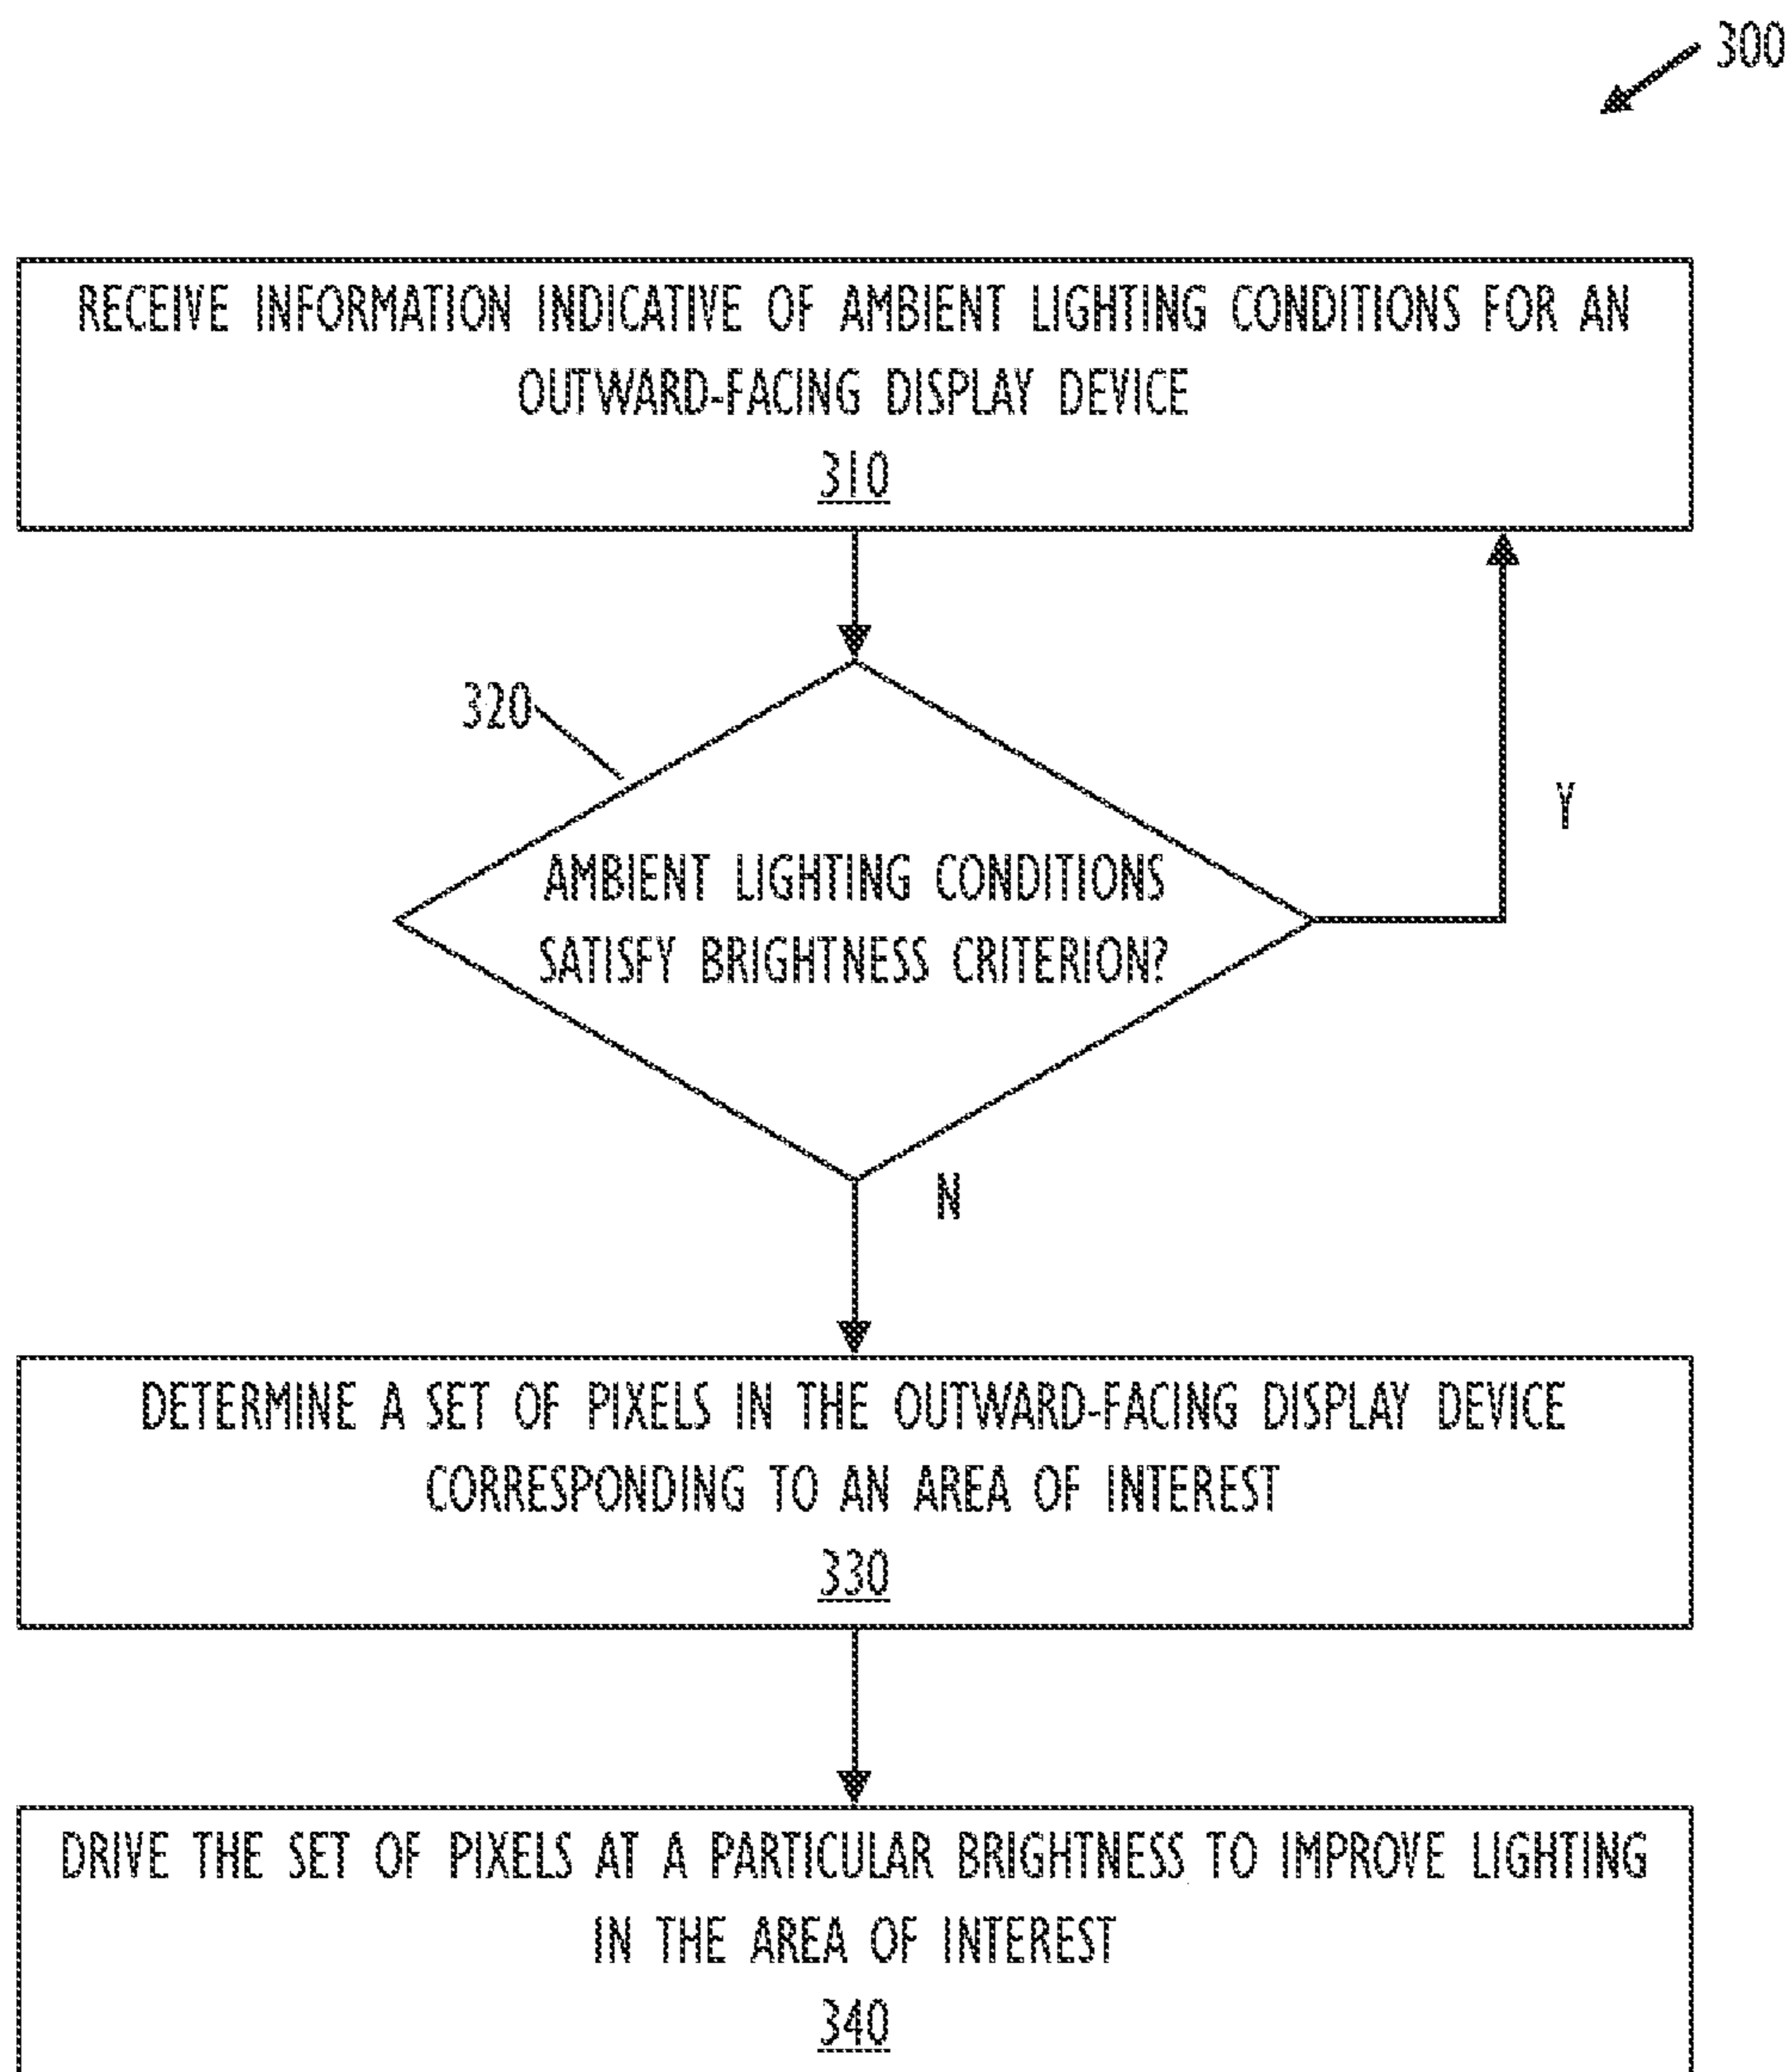 300
RECEIVE INFORMATION INDICATIVE OF AMBIENT LIGHTING CONDITIONS FOR AN
OUTWARD-FACING DISPLAY DEVICE
310
320
Y
AMBIENT LIGHTING CONDITIONS
SATISFY BRIGHTNESS CRITERION?
N
DETERMINE A SET OF PIXELS IN THE OUTWARD-FACING DISPLAY DEVICE
CORRESPONDING TO AN AREA OF INTEREST
330
DRIVE THE SET OF PIXELS AT A PARTICULAR BRIGHTNESS TO IMPROVE LIGHTING
IN THE AREA OF INTEREST
340